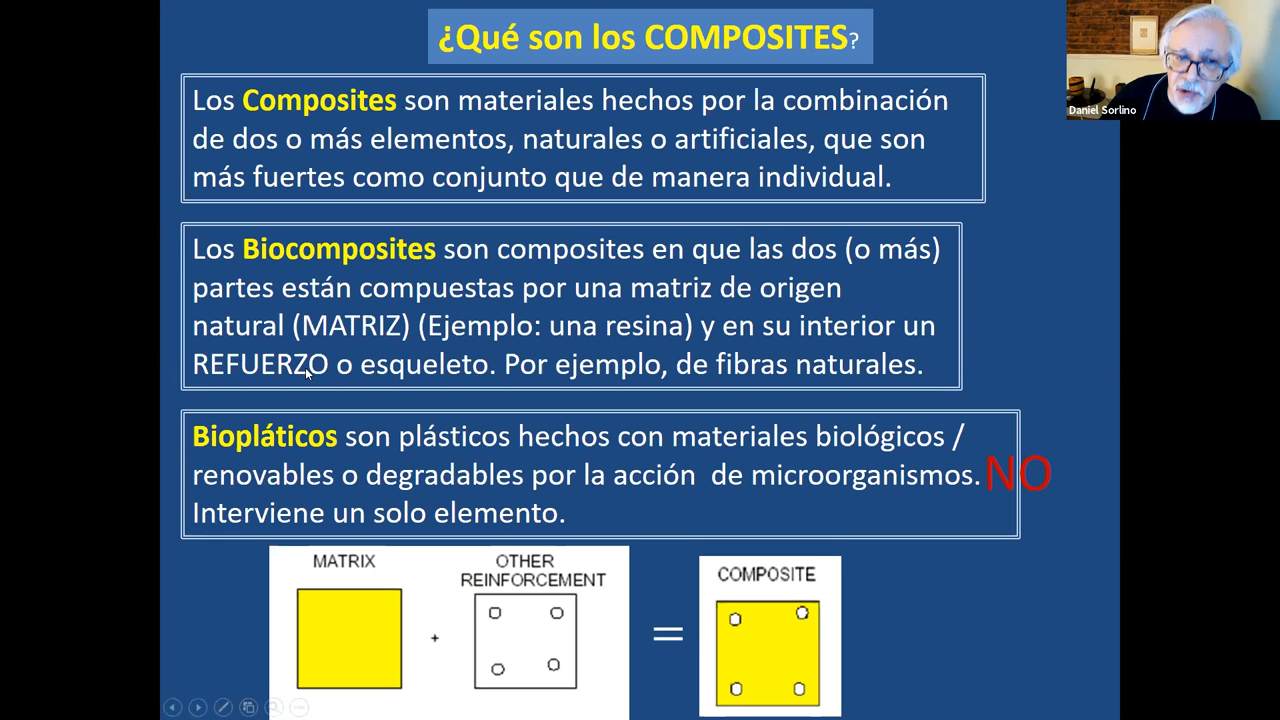 ¿Qué son los COMPOSITES?
Daniel Sorlino
Los Composites son materiales hechos por la combinación
de dos o más elementos, naturales o artificiales, que son
más fuertes como conjunto que de manera individual.
Los Biocomposites son composites en que las dos (o más)
partes están compuestas por una matriz de origen
natural (MATRIZ) (Ejemplo: una resina) y en su interior un
REFUERZO o esqueleto. Por ejemplo, de fibras naturales.
Biopláticos son plásticos hechos con materiales biológicos /
renovables o degradables por la acción  de microorganismos. NO
Interviene un solo elemento.
MATRIX
+
OTHER
REINFORCEMENT
=
COMPOSITE